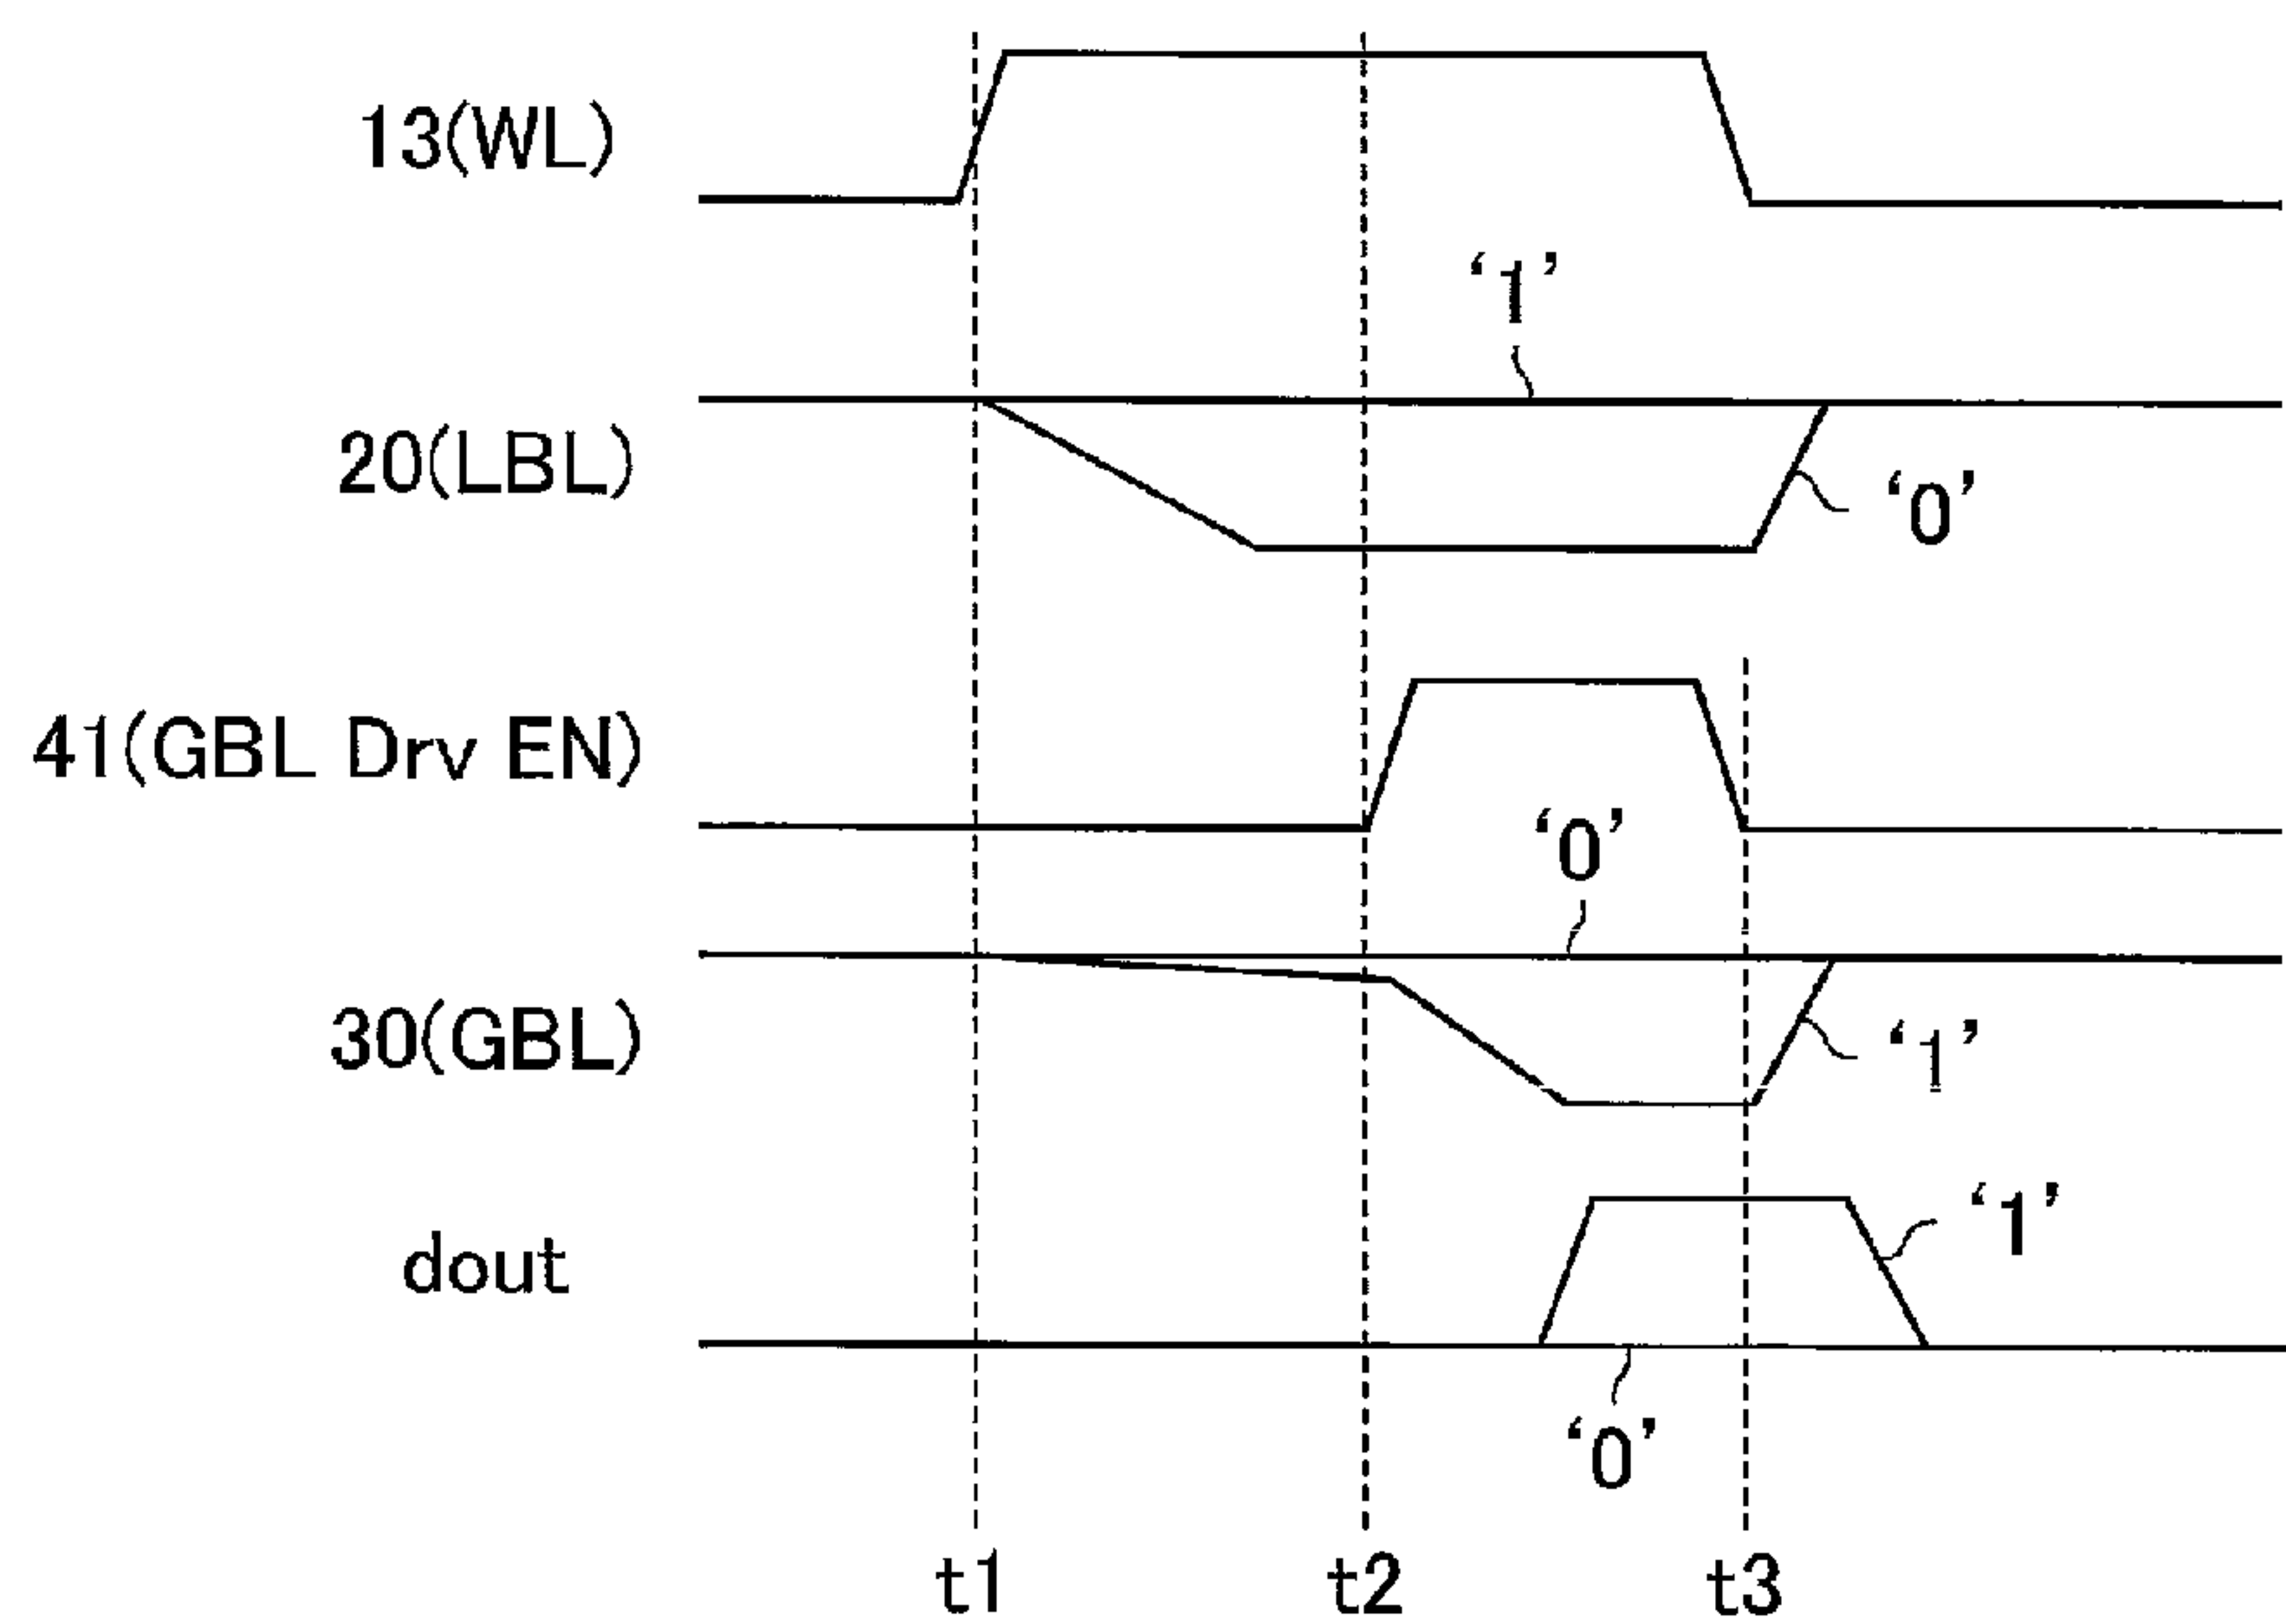 13(WL)
‘1’
20(LBL)
‘0’
41(GBL Drv EN)
‘0’
30(GBL)
‘1’
‘1’
dout
‘0’
t1 t2 t3